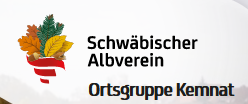 Schwäbischer
Albverein
Ortsgruppe Kemnat